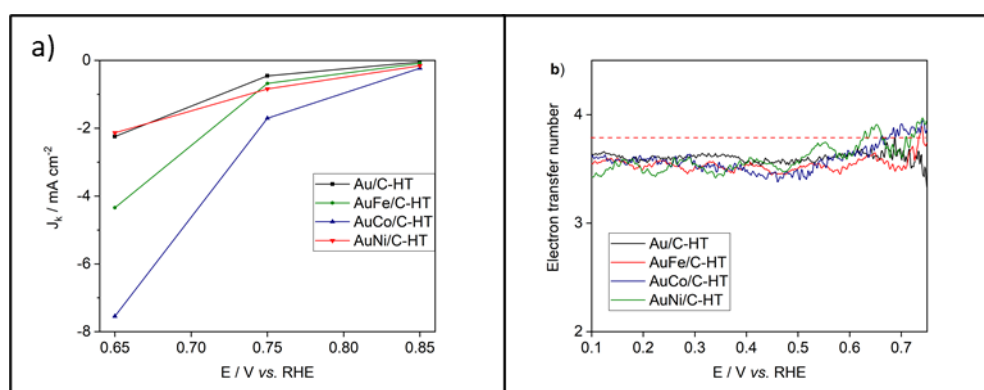 a)
0
-2
-4
-6
-8
J_k / mA cm⁻²
Au/C-HT
AuFe/C-HT
AuCo/C-HT
AuNi/C-HT
0.65 0.70 0.75 0.80 0.85
E / V vs. RHE
b)
4
3
2
Electron transfer number
Au/C-HT
AuFe/C-HT
AuCo/C-HT
AuNi/C-HT
0.1 0.2 0.3 0.4 0.5 0.6 0.7
E / V vs. RHE